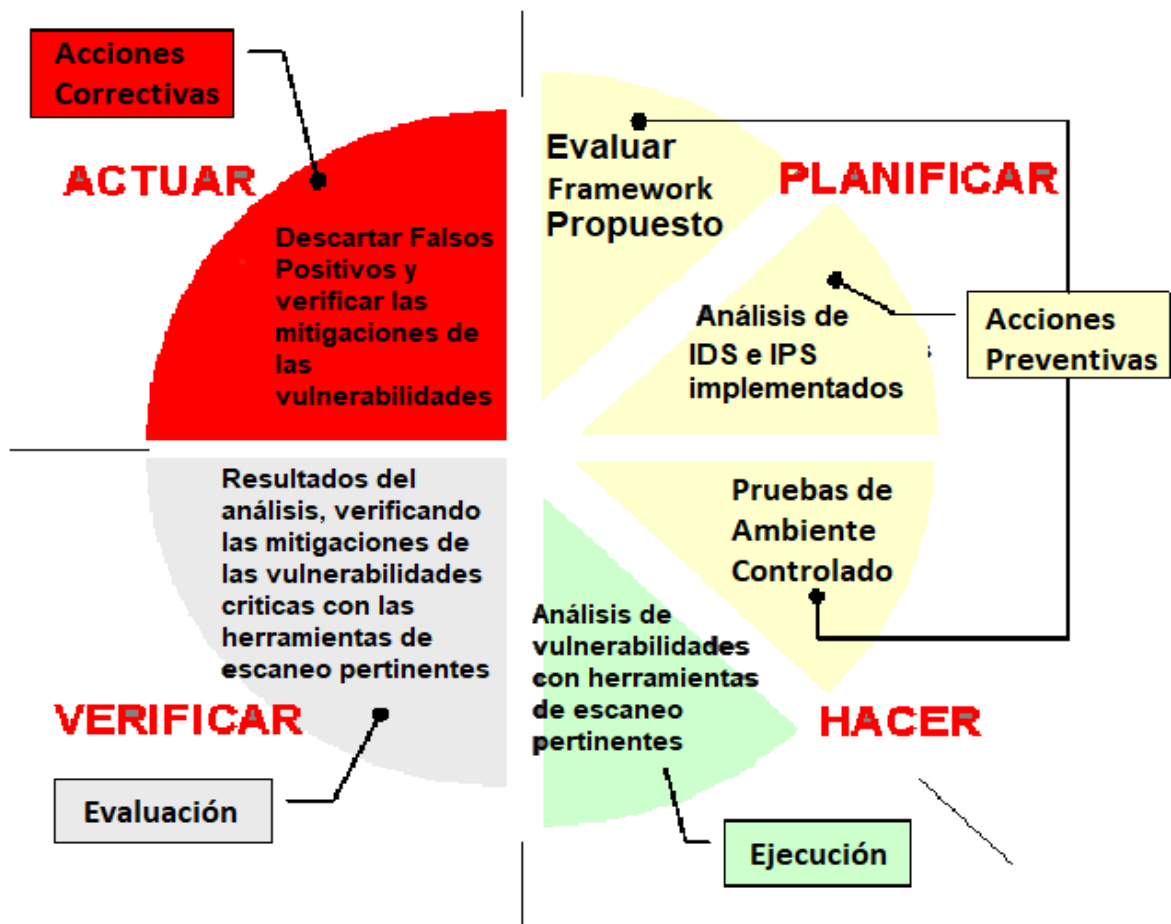 Acciones
Correctivas
ACTUAR
Descartar Falsos
Positivos y
verificar las
mitigaciones de
las
vulnerabilidades
Evaluar
Framework
Propuesto
PLANIFICAR
Análisis de
IDS e IPS
implementados
s
Acciones
Preventivas
Pruebas de
Ambiente
Controlado
HACER
Análisis de
vulnerabilidades
con herramientas
de escaneo
pertinentes
Ejecución
Resultados del
análisis, verificando
las mitigaciones de
las vulnerabilidades
criticas con las
herramientas de
escaneo pertinentes
VERIFICAR
Evaluación